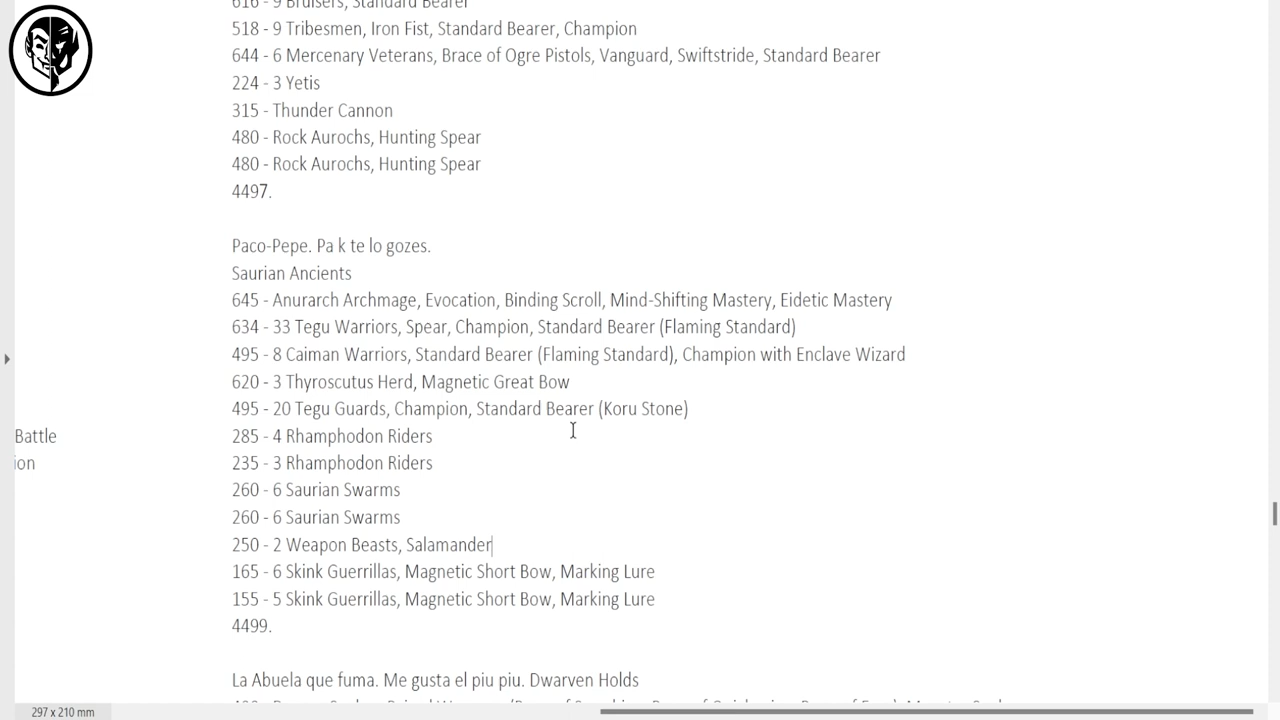 616 - 9 Bruisers, Standard Bearer
518 - 9 Tribesmen, Iron Fist, Standard Bearer, Champion
644 - 6 Mercenary Veterans, Brace of Ogre Pistols, Vanguard, Swiftstride, Standard Bearer
224 - 3 Yetis
315 - Thunder Cannon
480 - Rock Aurochs, Hunting Spear
480 - Rock Aurochs, Hunting Spear
4497.
Paco-Pepe. Pa k te lo gozes.
Saurian Ancients
645 - Anurarch Archmage, Evocation, Binding Scroll, Mind-Shifting Mastery, Eidetic Mastery
634 - 33 Tegu Warriors, Spear, Champion, Standard Bearer (Flaming Standard)
495 - 8 Caiman Warriors, Standard Bearer (Flaming Standard), Champion with Enclave Wizard
620 - 3 Thyroscutus Herd, Magnetic Great Bow
495 - 20 Tegu Guards, Champion, Standard Bearer (Koru Stone)
Battle
285 - 4 Rhamphodon Riders
ion
235 - 3 Rhamphodon Riders
260 - 6 Saurian Swarms
260 - 6 Saurian Swarms
250 - 2 Weapon Beasts, Salamander
165 - 6 Skink Guerrillas, Magnetic Short Bow, Marking Lure
155 - 5 Skink Guerrillas, Magnetic Short Bow, Marking Lure
4499.
La Abuela que fuma. Me gusta el piu piu. Dwarven Holds
297 x 210 mm